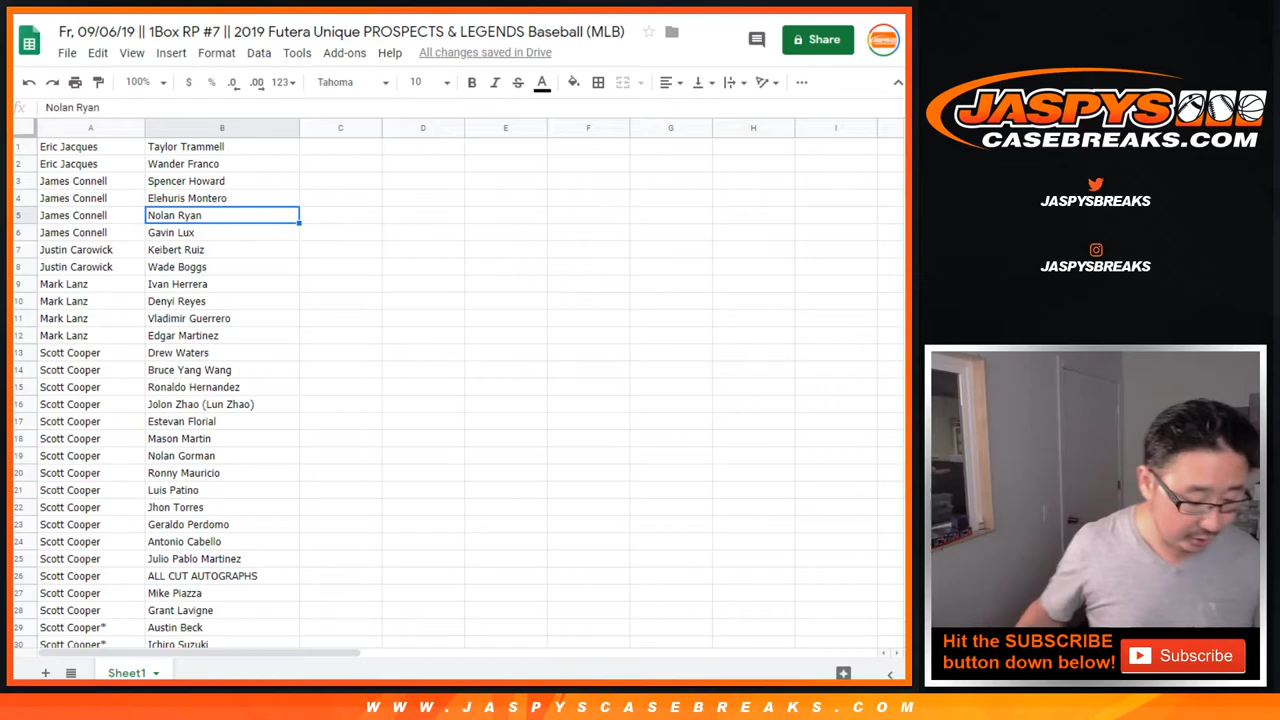 Fr, 09/06/19 || 1Box RP #7 || 2019 Futera Unique PROSPECTS & LEGENDS Baseball (MLB)
File Edit View Insert Format Data Tools Add-ons Help All changes saved in Drive
Share
100% $ % .0 .00 123 Tahoma 10 B I S A
fx Nolan Ryan
A B C D E F G H I
1 Eric Jacques Taylor Trammell
2 Eric Jacques Wander Franco
3 James Connell Spencer Howard
4 James Connell Elehuris Montero
5 James Connell Nolan Ryan
6 James Connell Gavin Lux
7 Justin Carowick Keibert Ruiz
8 Justin Carowick Wade Boggs
9 Mark Lanz Ivan Herrera
10 Mark Lanz Denyi Reyes
11 Mark Lanz Vladimir Guerrero
12 Mark Lanz Edgar Martinez
13 Scott Cooper Drew Waters
14 Scott Cooper Bruce Yang Wang
15 Scott Cooper Ronaldo Hernandez
16 Scott Cooper Jolon Zhao (Lun Zhao)
17 Scott Cooper Estevan Florial
18 Scott Cooper Mason Martin
19 Scott Cooper Nolan Gorman
20 Scott Cooper Ronny Mauricio
21 Scott Cooper Luis Patino
22 Scott Cooper Jhon Torres
23 Scott Cooper Geraldo Perdomo
24 Scott Cooper Antonio Cabello
25 Scott Cooper Julio Pablo Martinez
26 Scott Cooper ALL CUT AUTOGRAPHS
27 Scott Cooper Mike Piazza
28 Scott Cooper Grant Lavigne
29 Scott Cooper* Austin Beck
30 Scott Cooper* Ichiro Suzuki
Sheet1
JASPYS
CASEBREAKS.COM
JASPYSBREAKS
JASPYSBREAKS
Hit the SUBSCRIBE
button down below!
Subscribe
WWW.JASPYSCASEBREAKS.COM